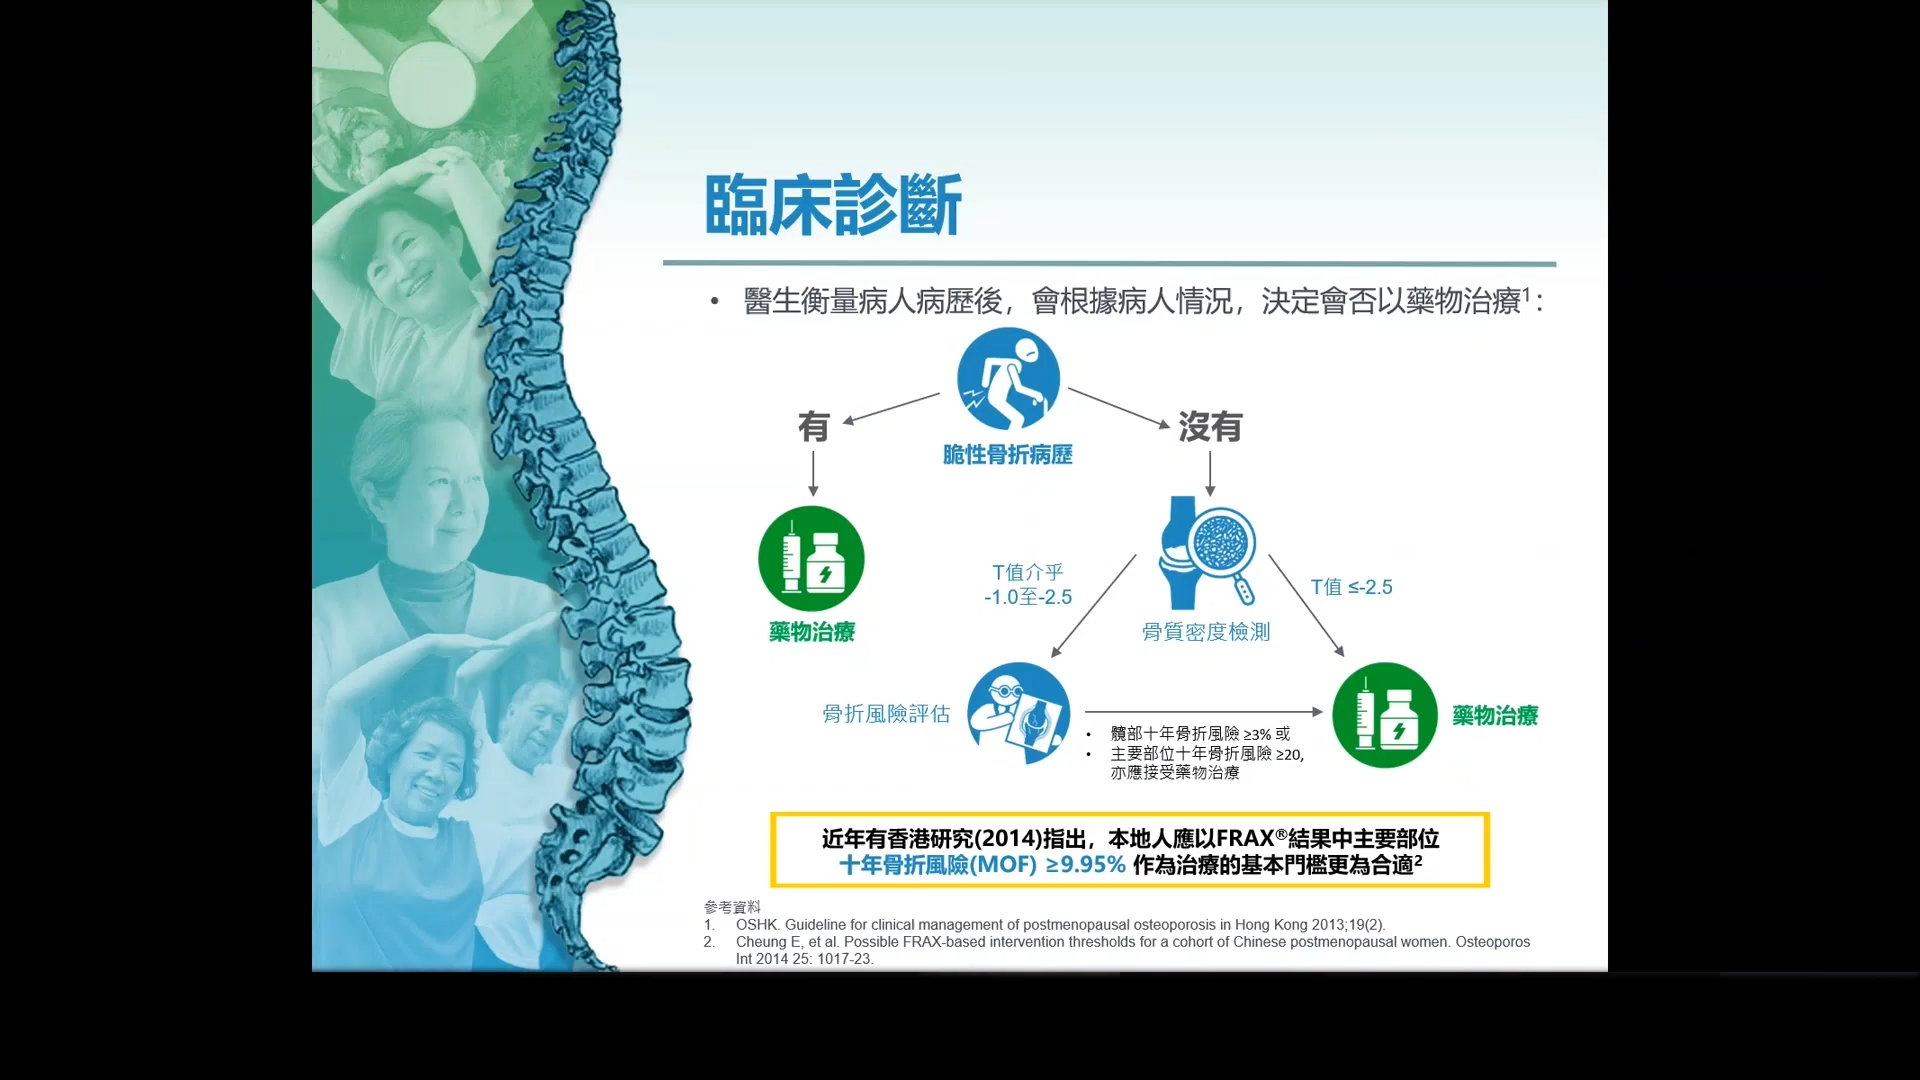 臨床診斷
• 醫生衡量病人病歷後，會根據病人情況，決定會否以藥物治療¹：
脆性骨折病歷
有
沒有
藥物治療
骨質密度檢測
T值介乎
-1.0至-2.5
T值 ≤-2.5
骨折風險評估
• 髖部十年骨折風險 ≥3% 或
• 主要部位十年骨折風險 ≥20,
亦應接受藥物治療
藥物治療
近年有香港研究(2014)指出，本地人應以FRAX®結果中主要部位
十年骨折風險(MOF) ≥9.95% 作為治療的基本門檻更為合適²
參考資料
1. OSHK. Guideline for clinical management of postmenopausal osteoporosis in Hong Kong 2013;19(2).
2. Cheung E, et al. Possible FRAX-based intervention thresholds for a cohort of Chinese postmenopausal women. Osteoporos
Int 2014 25: 1017-23.